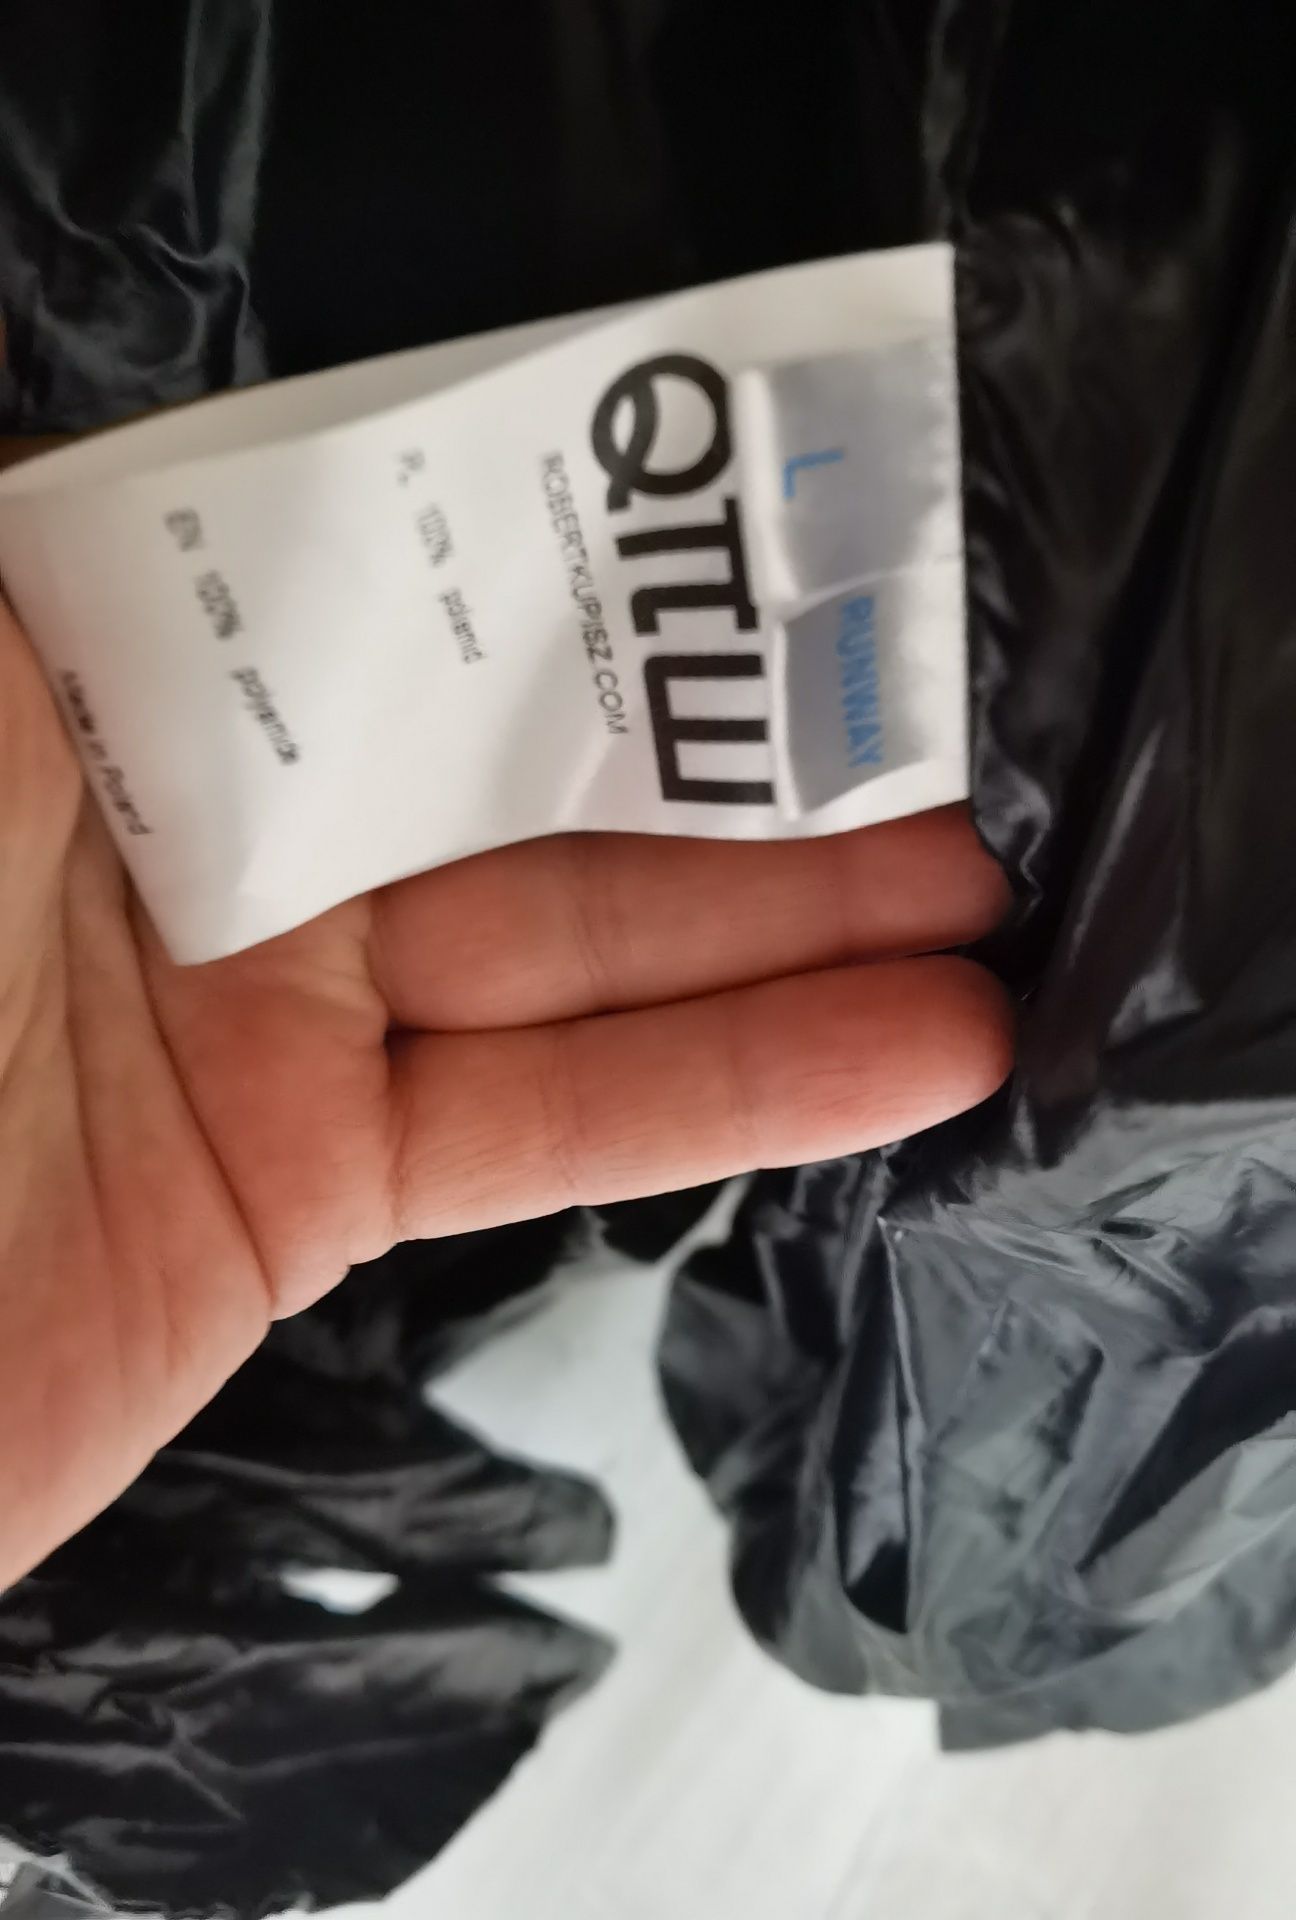 L
RUNWAY
QПШ
ROBERTKUPISZ.COM
PL 100% poliamid
EN 100% polyamide
Made in Poland